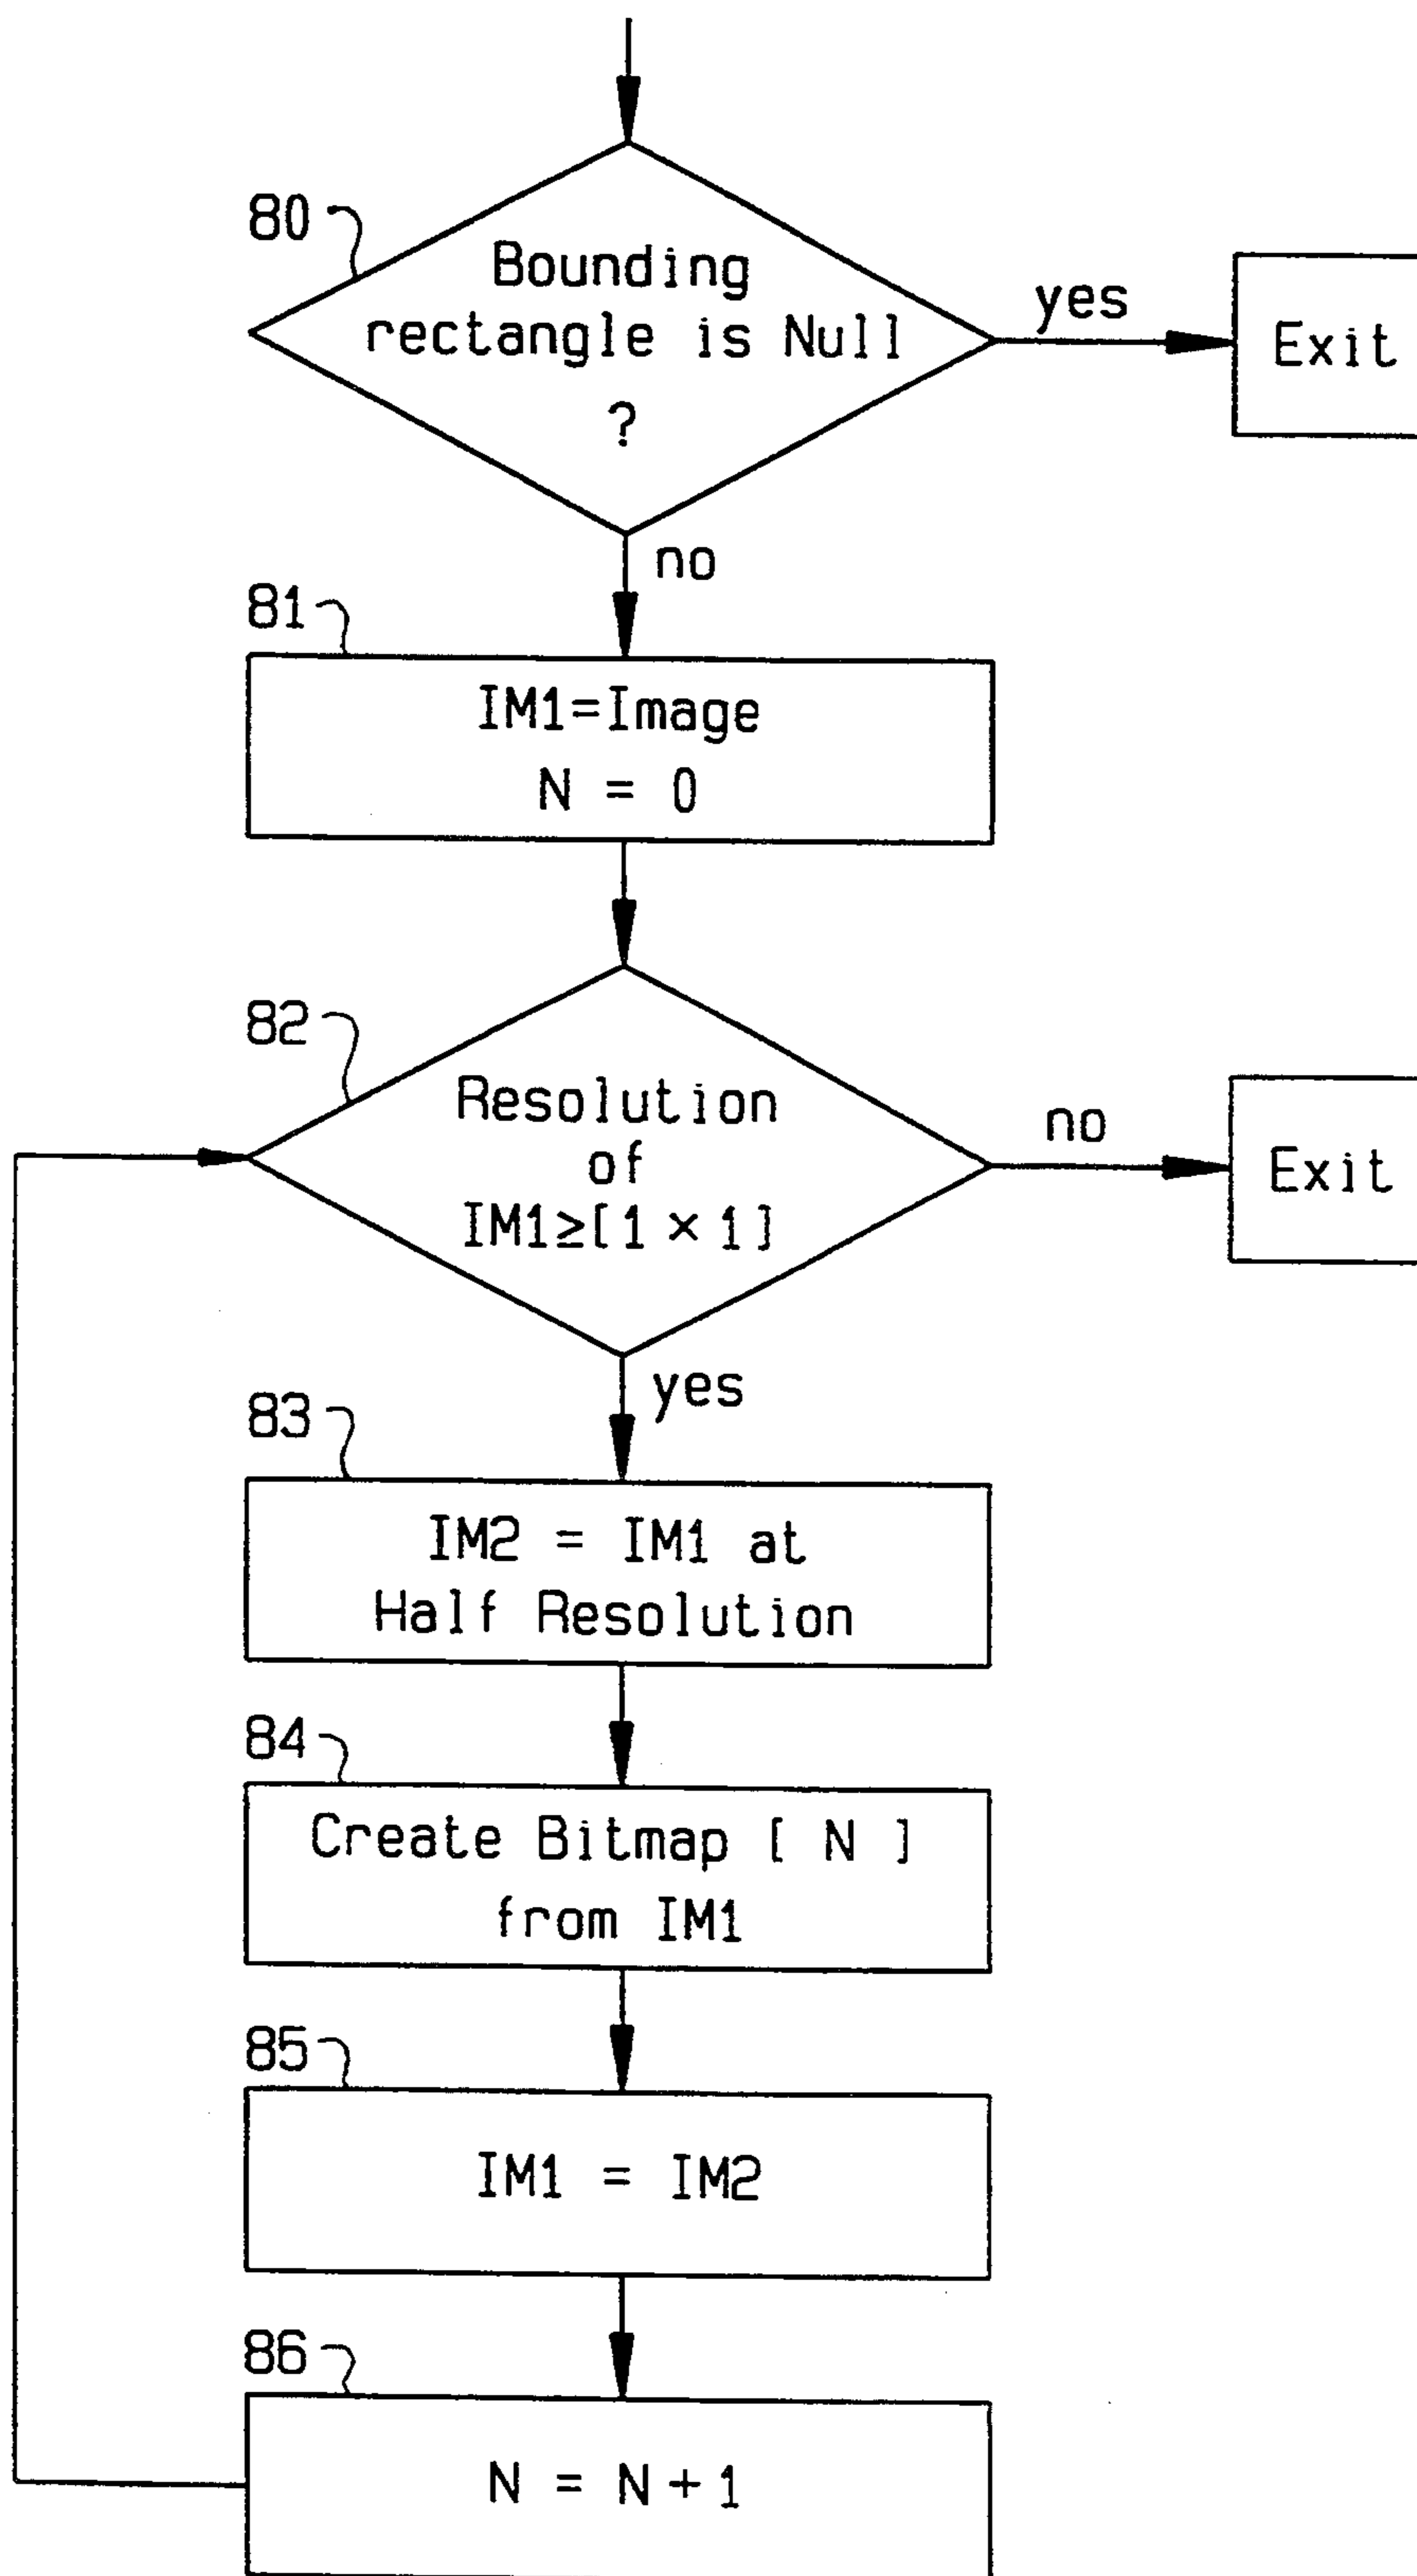 80
Bounding
rectangle is Null
?
yes
Exit
no
81
IM1=Image
N = 0
82
Resolution
of
IM1≥[1 × 1]
no
Exit
yes
83
IM2 = IM1 at
Half Resolution
84
Create Bitmap [ N ]
from IM1
85
IM1 = IM2
86
N = N+1